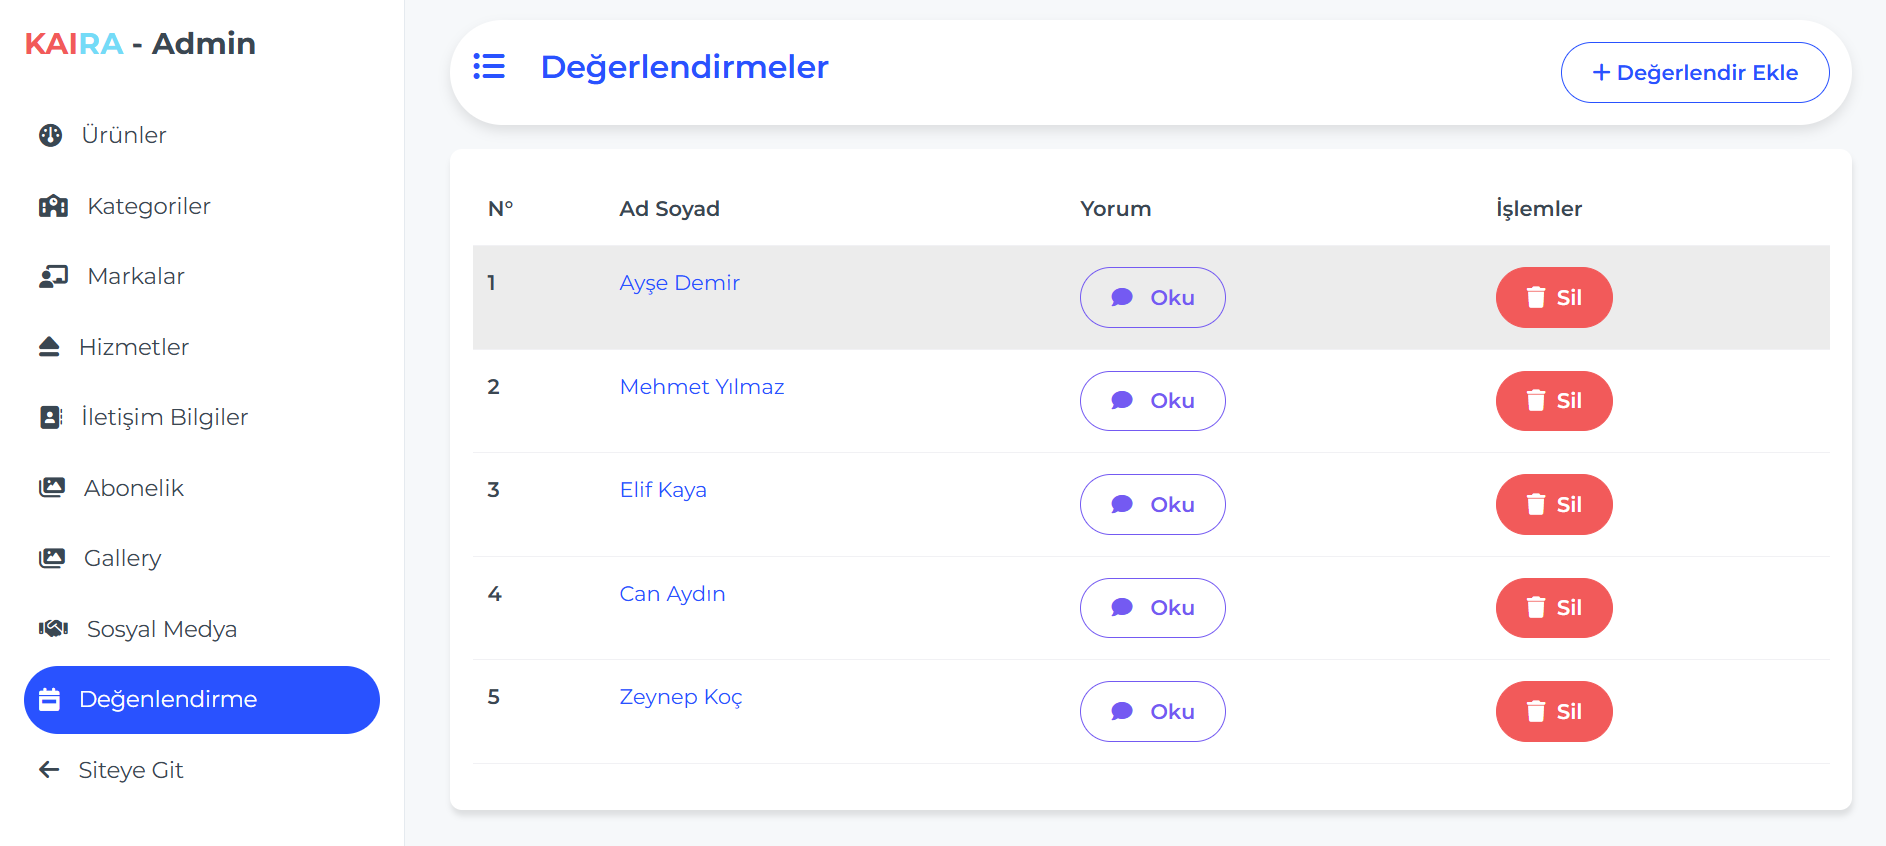 KAIRA - Admin
Ürünler
Kategoriler
Markalar
Hizmetler
İletişim Bilgiler
Abonelik
Gallery
Sosyal Medya
Değenlendirme
Siteye Git
Değerlendirmeler
+ Değerlendir Ekle
N° Ad Soyad Yorum İşlemler
1 Ayşe Demir Oku Sil
2 Mehmet Yılmaz Oku Sil
3 Elif Kaya Oku Sil
4 Can Aydın Oku Sil
5 Zeynep Koç Oku Sil